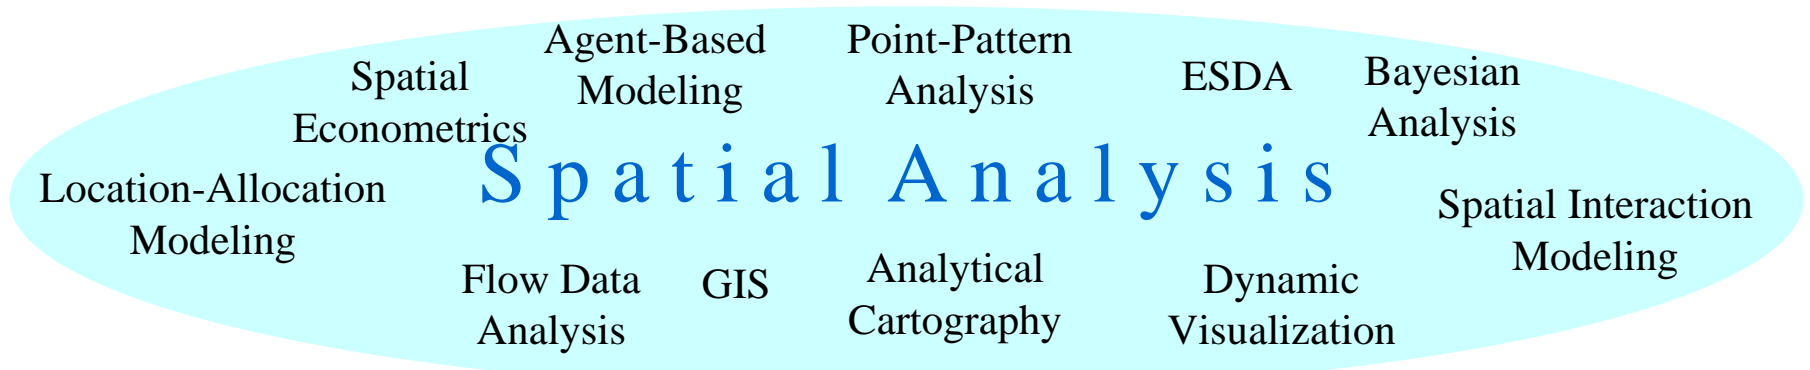 Agent-Based
Modeling
Point-Pattern
Analysis
Spatial
Econometrics
ESDA
Bayesian
Analysis
Spatial Analysis
Location-Allocation
Modeling
Spatial Interaction
Modeling
Flow Data
Analysis
GIS
Analytical
Cartography
Dynamic
Visualization